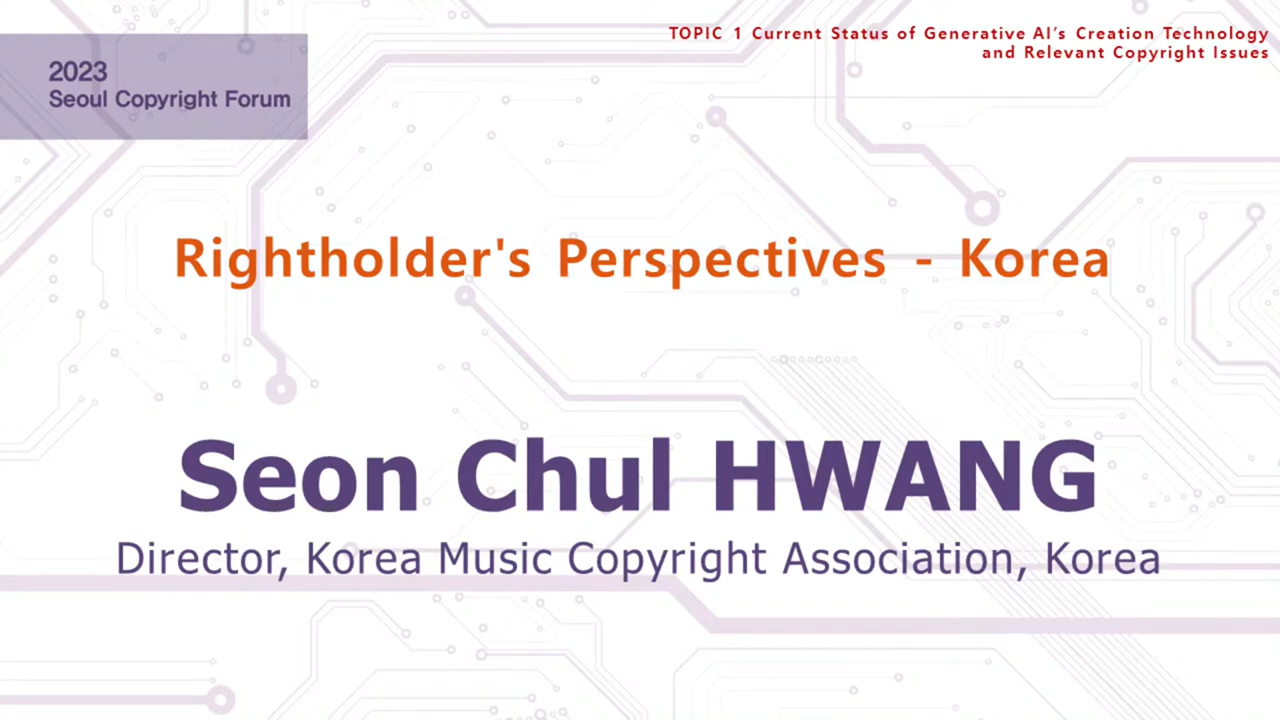 TOPIC 1 Current Status of Generative AI's Creation Technology
and Relevant Copyright Issues
2023
Seoul Copyright Forum
Rightholder's Perspectives - Korea
Seon Chul HWANG
Director, Korea Music Copyright Association, Korea